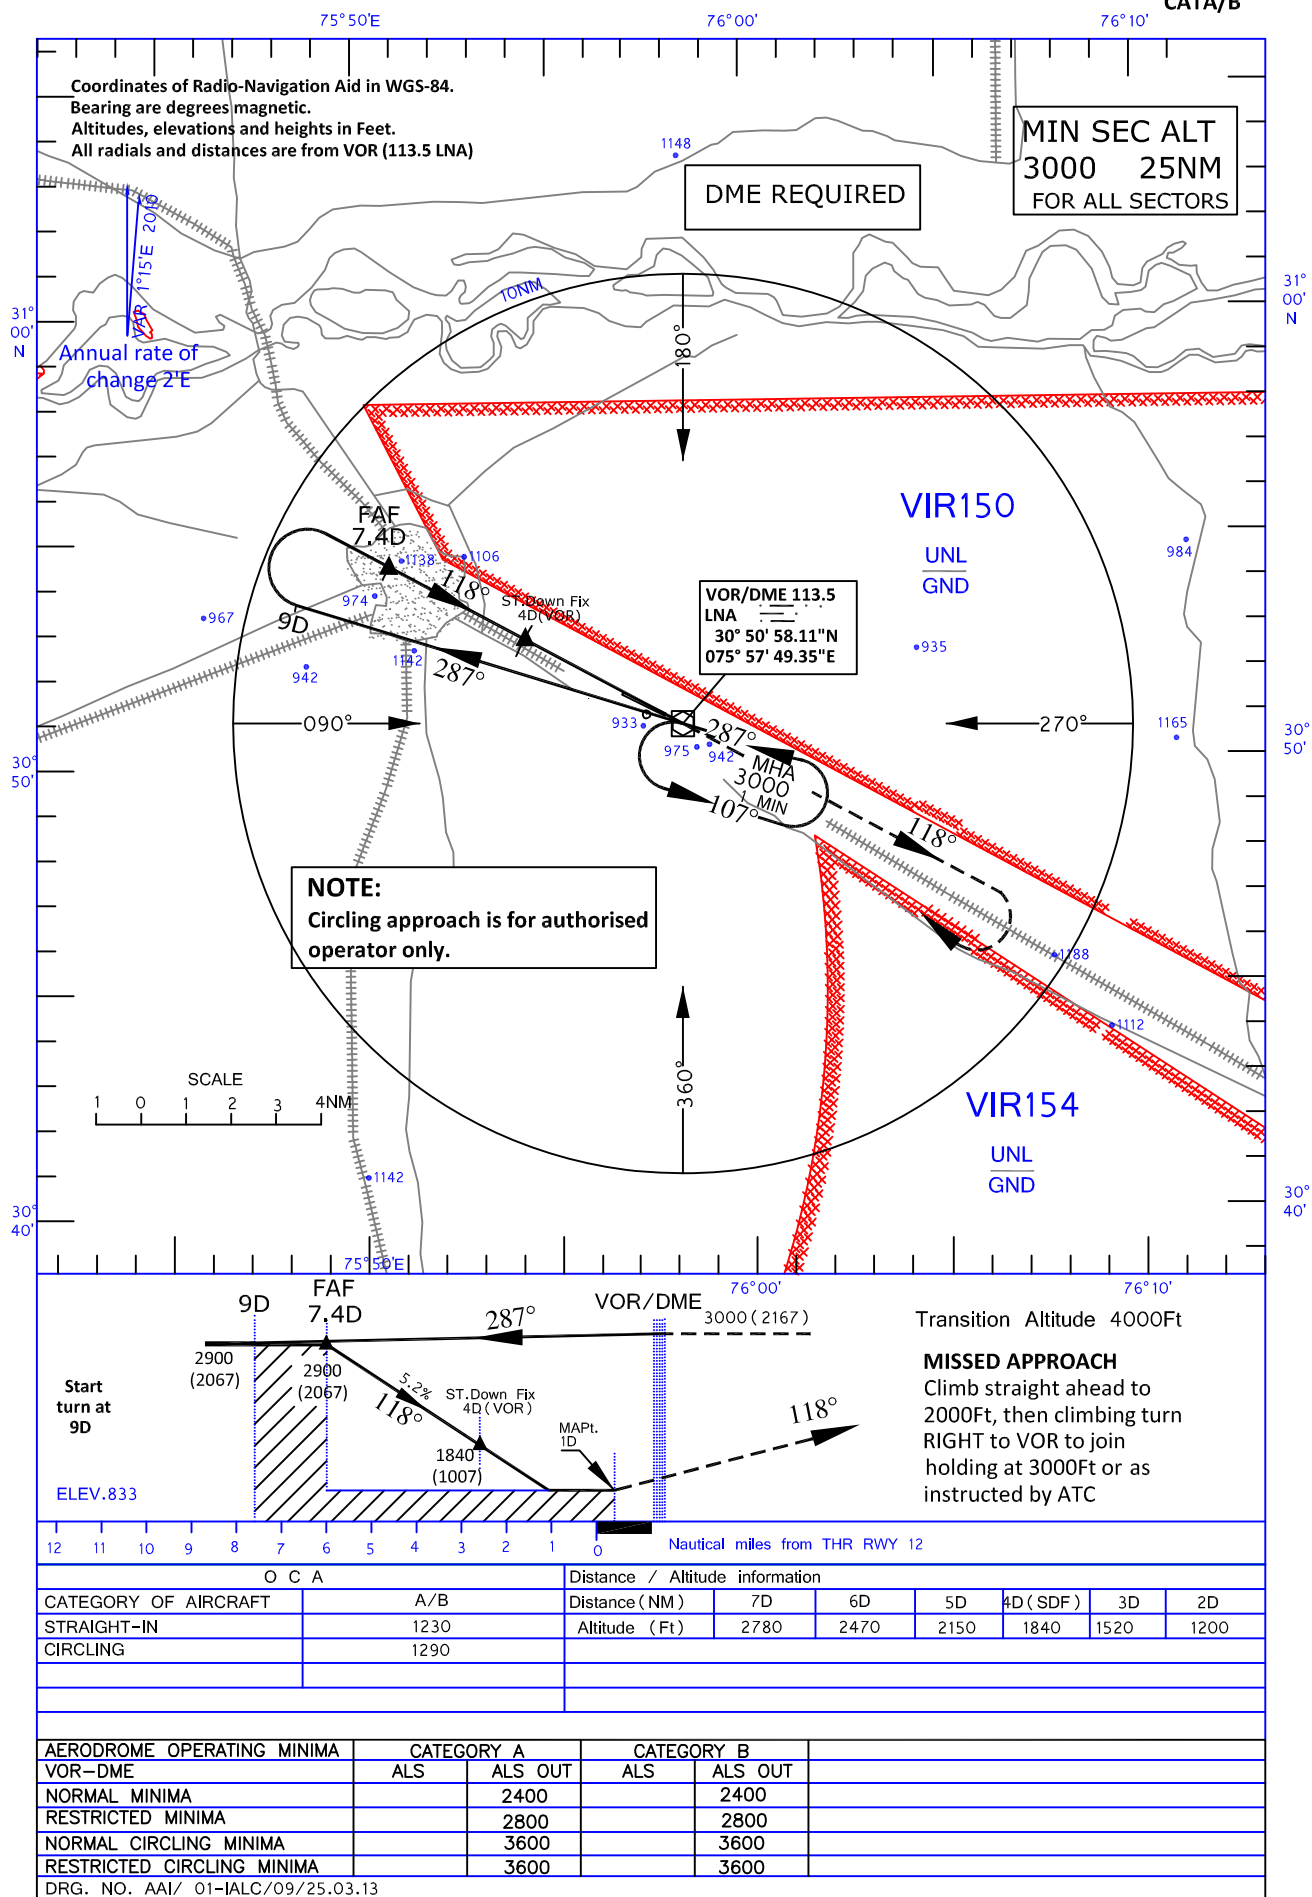 CATA/B
75°50'E
76°00'
76°10'
Coordinates of Radio-Navigation Aid in WGS-84.
Bearing are degrees magnetic.
Altitudes, elevations and heights in Feet.
All radials and distances are from VOR (113.5 LNA)
MIN SEC ALT
3000 25NM
FOR ALL SECTORS
1148
DME REQUIRED
VAR 1°15'E 2010
Annual rate of
change 2'E
10NM
31°
00'
N
31°
00'
N
180°
VIR150
UNL
GND
984
FAF
7.4D
1138
1106
118°
974
ST.Down Fix
4D(VOR)
967
9D
1142
942
287°
VOR/DME 113.5
LNA
30° 50' 58.11"N
075° 57' 49.35"E
935
090°
933
975
942
287°
270°
1165
30°
50'
30°
50'
MHA
3000
1 MIN
107°
118°
NOTE:
Circling approach is for authorised
operator only.
1188
1112
360°
SCALE
1 0 1 2 3 4NM
VIR154
UNL
GND
1142
30°
40'
30°
40'
75°50'E
76°00'
76°10'
9D
FAF
7.4D
287°
VOR/DME
3000(2167)
Transition Altitude 4000Ft
2900
(2067)
2900
(2067)
5.2%
118°
ST.Down Fix
4D(VOR)
1840
(1007)
MAPt.
1D
118°
Start
turn at
9D
ELEV.833
MISSED APPROACH
Climb straight ahead to
2000Ft, then climbing turn
RIGHT to VOR to join
holding at 3000Ft or as
instructed by ATC
12 11 10 9 8 7 6 5 4 3 2 1 0 Nautical miles from THR RWY 12
O C A
Distance / Altitude information
CATEGORY OF AIRCRAFT A/B Distance(NM) 7D 6D 5D 4D(SDF) 3D 2D
STRAIGHT-IN 1230 Altitude (Ft) 2780 2470 2150 1840 1520 1200
CIRCLING 1290
AERODROME OPERATING MINIMA CATEGORY A CATEGORY B
VOR-DME ALS ALS OUT ALS ALS OUT
NORMAL MINIMA 2400 2400
RESTRICTED MINIMA 2800 2800
NORMAL CIRCLING MINIMA 3600 3600
RESTRICTED CIRCLING MINIMA 3600 3600
DRG. NO. AAI/ 01-IALC/09/25.03.13